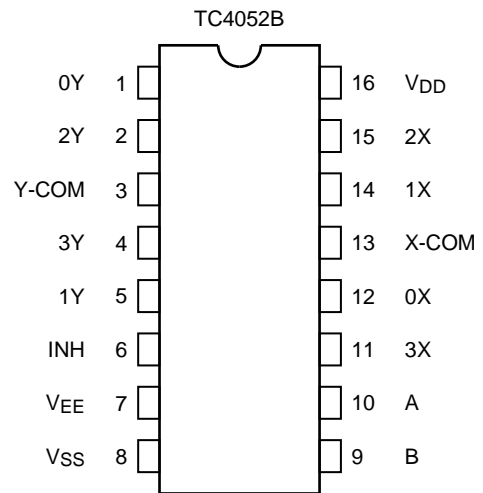 TC4052B
0Y 1 16 VDD
2Y 2 15 2X
Y-COM 3 14 1X
3Y 4 13 X-COM
1Y 5 12 0X
INH 6 11 3X
VEE 7 10 A
VSS 8 9 B